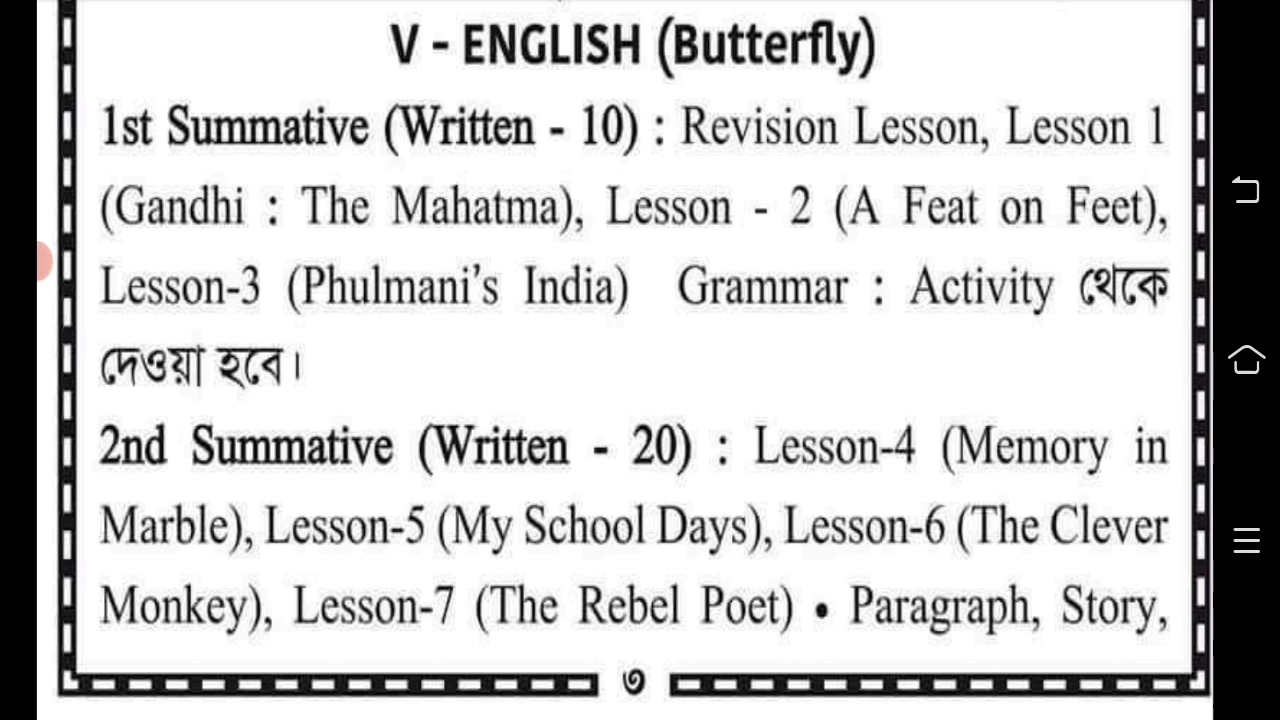 V - ENGLISH (Butterfly)
1st Summative (Written - 10) : Revision Lesson, Lesson 1
(Gandhi : The Mahatma), Lesson - 2 (A Feat on Feet),
Lesson-3 (Phulmani's India) Grammar : Activity থেকে
দেওয়া হবে।
2nd Summative (Written - 20) : Lesson-4 (Memory in
Marble), Lesson-5 (My School Days), Lesson-6 (The Clever
Monkey), Lesson-7 (The Rebel Poet) • Paragraph, Story,
৩